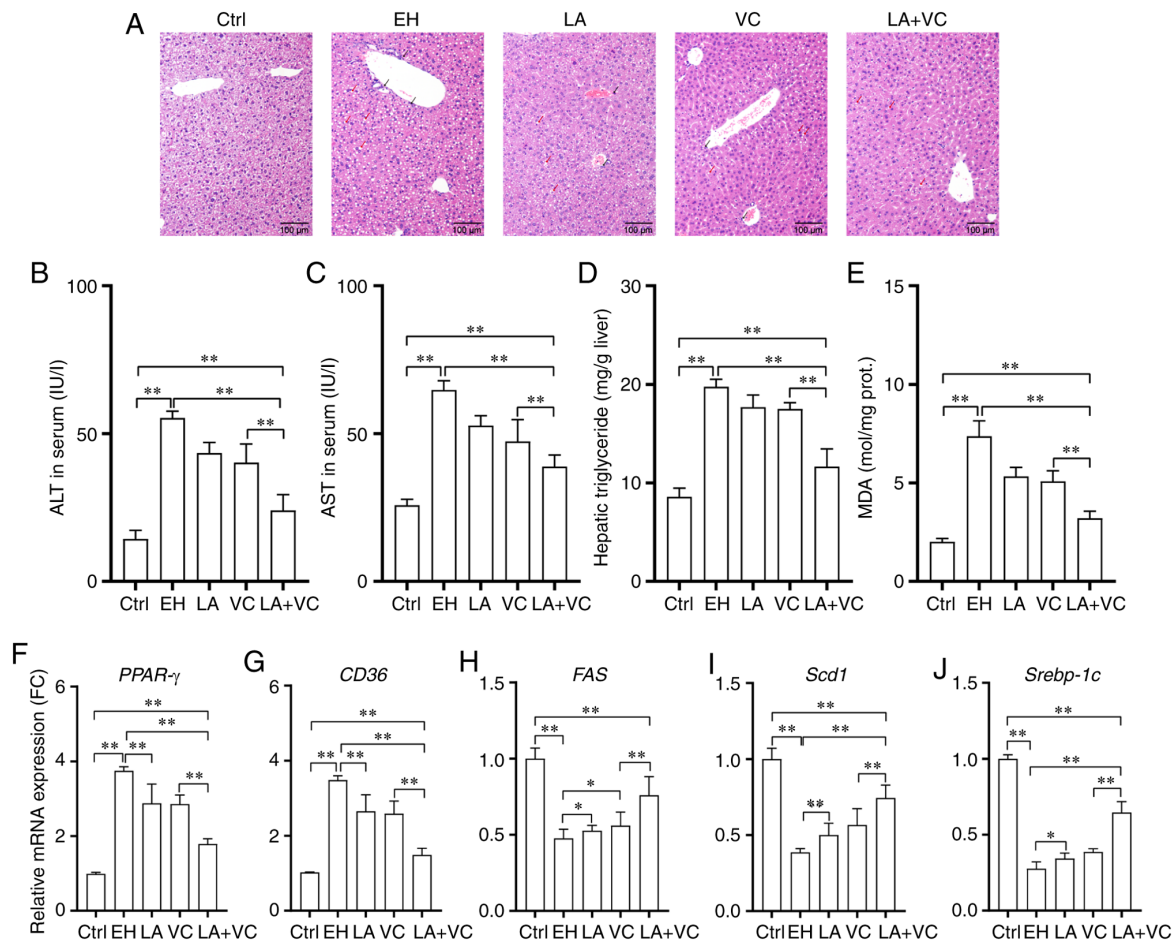 A
Ctrl
EH
LA
VC
LA+VC
100 μm
100 μm
100 μm
100 μm
100 μm
B
ALT in serum (IU/l)
100
50
0
**
**
**
**
Ctrl EH LA VC LA+VC
C
AST in serum (IU/l)
100
50
0
**
**
**
**
Ctrl EH LA VC LA+VC
D
Hepatic triglyceride (mg/g liver)
30
20
10
0
**
**
**
**
Ctrl EH LA VC LA+VC
E
MDA (mol/mg prot.)
15
10
5
0
**
**
**
**
Ctrl EH LA VC LA+VC
F
PPAR-γ
Relative mRNA expression (FC)
6
4
2
0
**
**
**
**
**
Ctrl EH LA VC LA+VC
G
CD36
6
4
2
0
**
**
**
**
**
Ctrl EH LA VC LA+VC
H
FAS
1.5
1.0
0.5
0.0
**
**
**
*
*
Ctrl EH LA VC LA+VC
I
Scd1
1.5
1.0
0.5
0.0
**
**
**
**
**
Ctrl EH LA VC LA+VC
J
Srebp-1c
1.5
1.0
0.5
0.0
**
**
**
**
*
Ctrl EH LA VC LA+VC